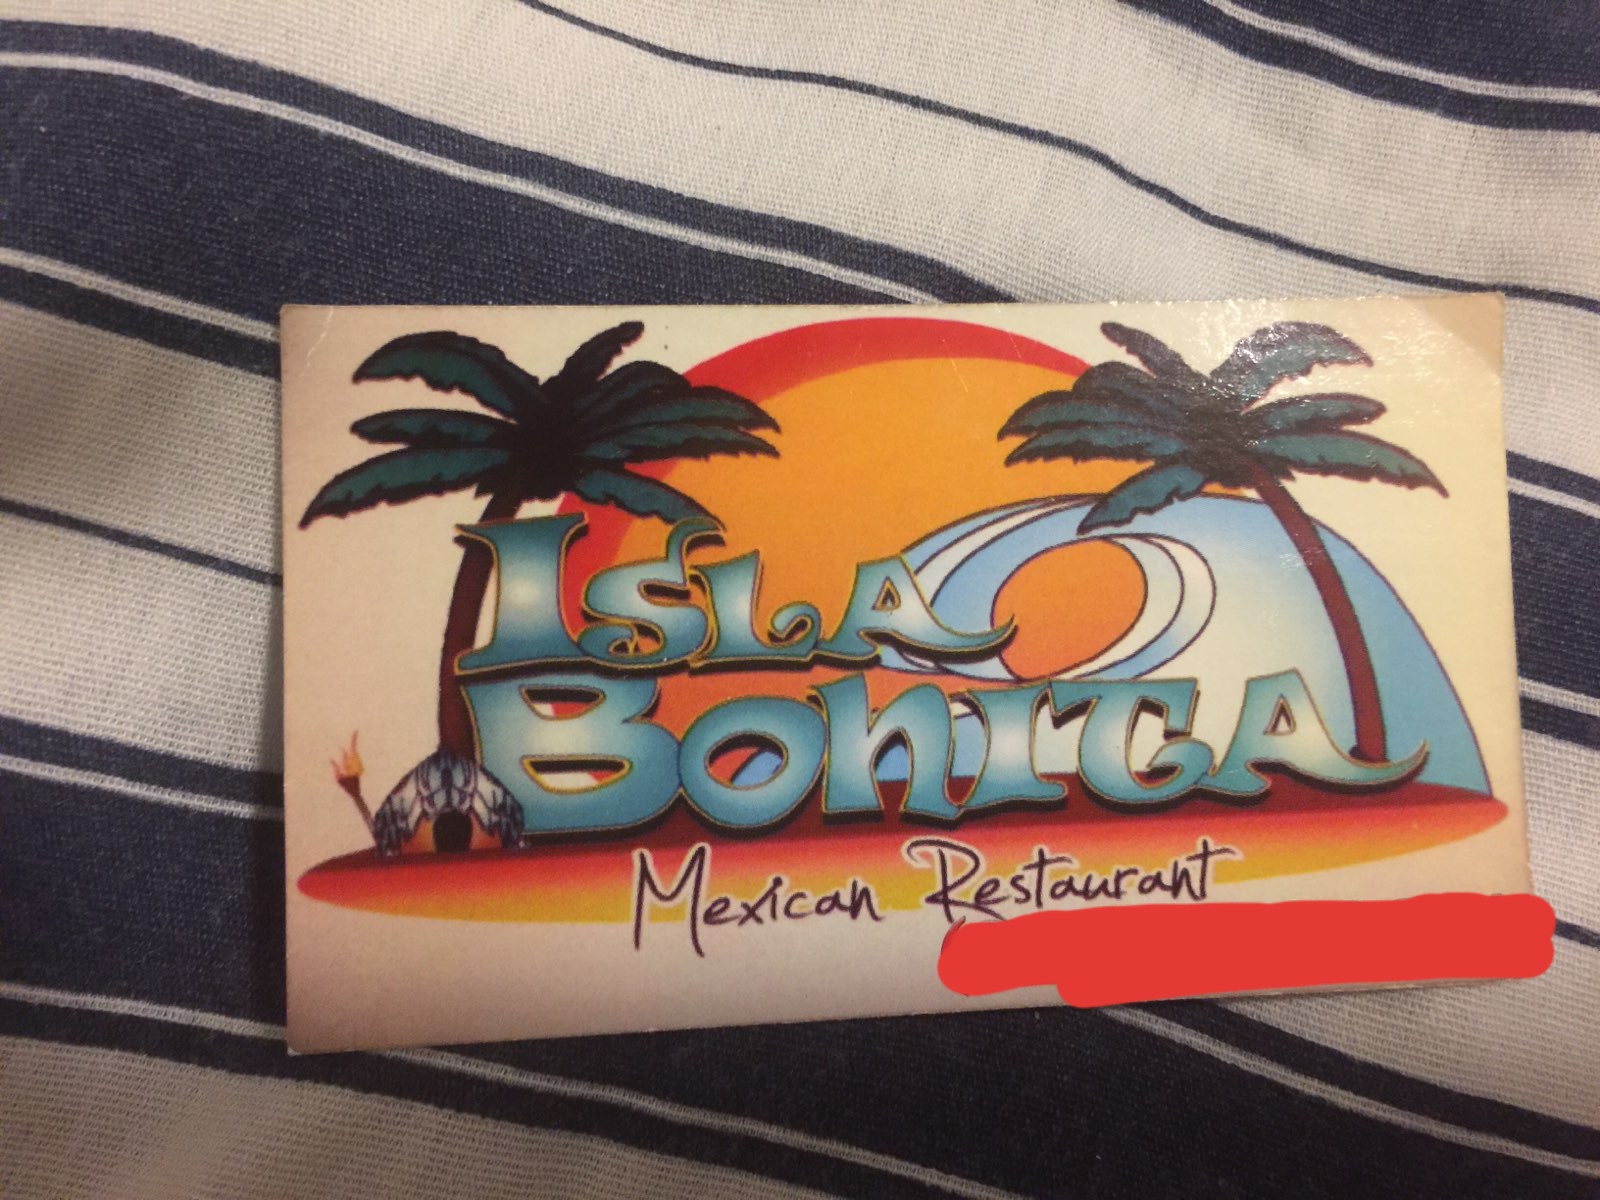 Isla
Bonita
Mexican Restaurant